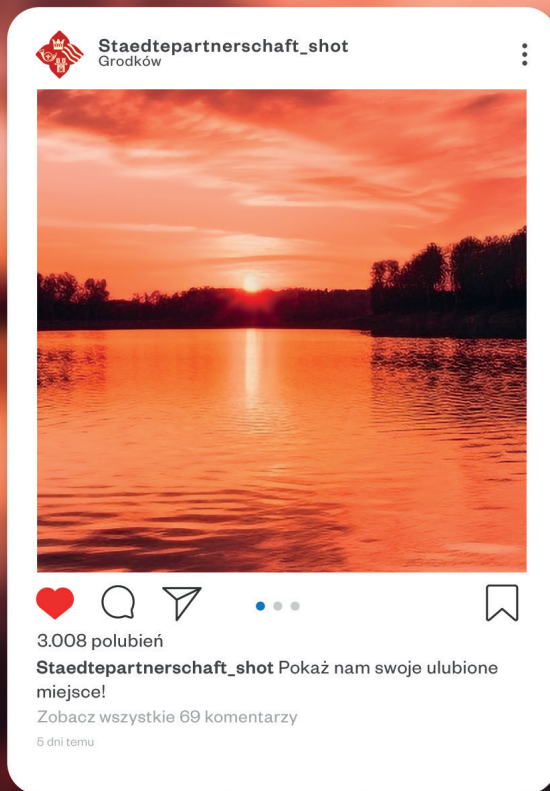 Staedtepartnerschaft_shot
Grodków
3.008 polubień
Staedtepartnerschaft_shot Pokaż nam swoje ulubione
miejsce!
Zobacz wszystkie 69 komentarzy
5 dni temu